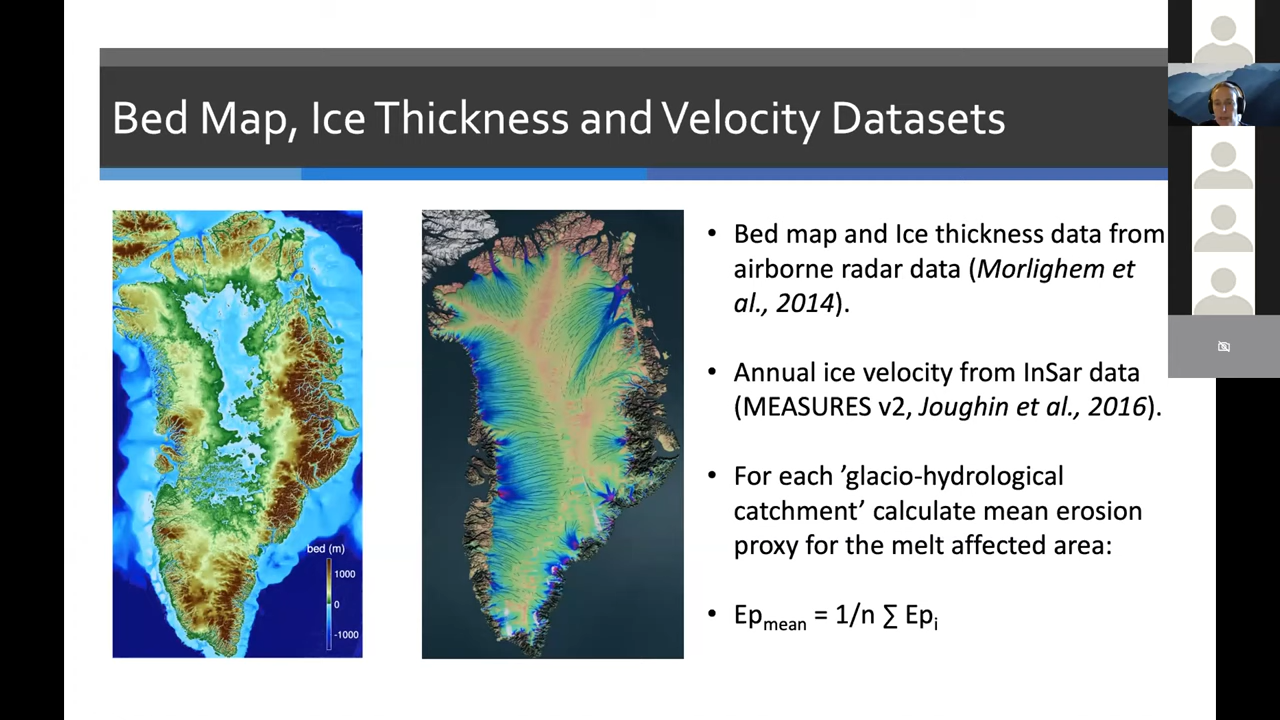 Bed Map, Ice Thickness and Velocity Datasets
bed (m)
1000
0
-1000
• Bed map and Ice thickness data from
airborne radar data (Morlighem et
al., 2014).
• Annual ice velocity from InSar data
(MEASURES v2, Joughin et al., 2016).
• For each ’glacio-hydrological
catchment’ calculate mean erosion
proxy for the melt affected area:
• Epmean = 1/n ∑ Epi